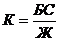 К = БС
Ж